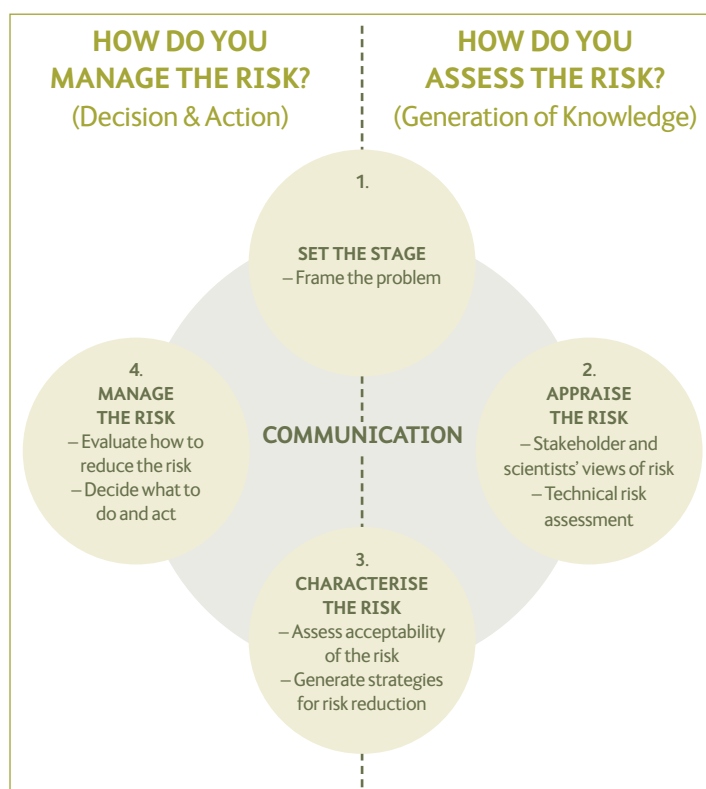 HOW DO YOU
MANAGE THE RISK?
(Decision & Action)
HOW DO YOU
ASSESS THE RISK?
(Generation of Knowledge)
1.
SET THE STAGE
– Frame the problem
2.
APPRAISE
THE RISK
– Stakeholder and
scientists’ views of risk
– Technical risk
assessment
3.
CHARACTERISE
THE RISK
– Assess acceptability
of the risk
– Generate strategies
for risk reduction
4.
MANAGE
THE RISK
– Evaluate how to
reduce the risk
– Decide what to
do and act
COMMUNICATION